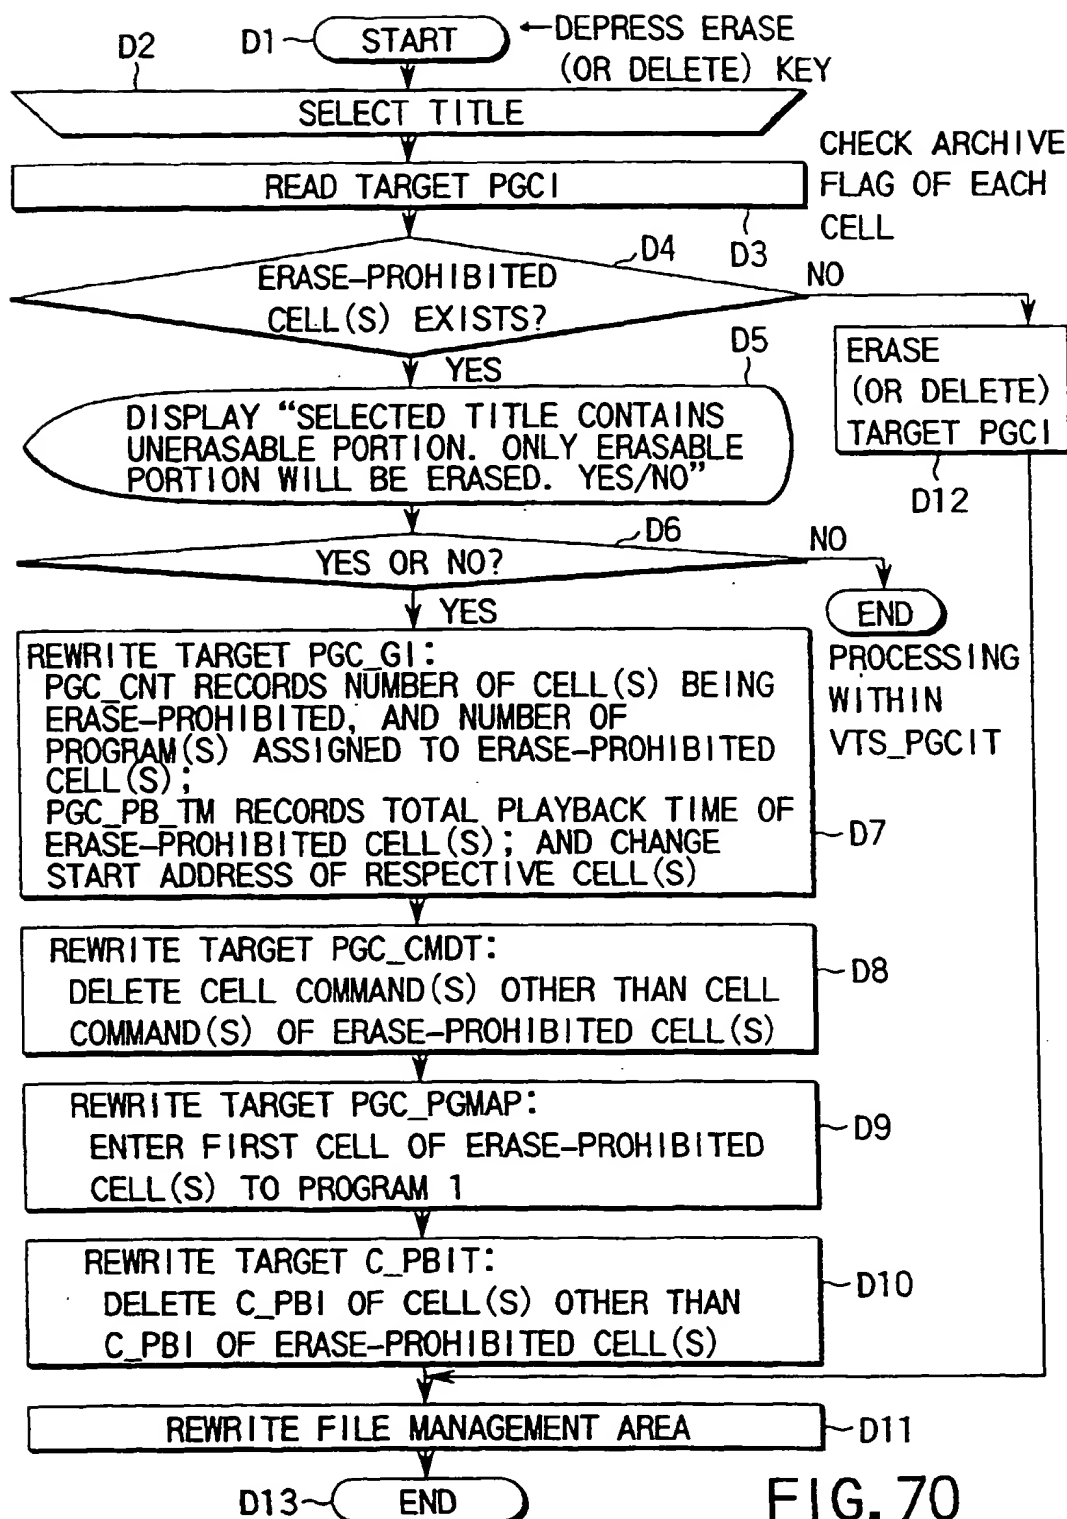 D1
START
←DEPRESS ERASE
(OR DELETE) KEY
D2
SELECT TITLE
READ TARGET PGCI
D3
CHECK ARCHIVE
FLAG OF EACH
CELL
D4
ERASE-PROHIBITED
CELL(S) EXISTS?
NO
YES
D5
DISPLAY “SELECTED TITLE CONTAINS
UNERASABLE PORTION. ONLY ERASABLE
PORTION WILL BE ERASED. YES/NO”
ERASE
(OR DELETE)
TARGET PGCI
D12
D6
YES OR NO?
NO
YES
END
PROCESSING
WITHIN
VTS_PGCIT
REWRITE TARGET PGC_GI:
PGC_CNT RECORDS NUMBER OF CELL(S) BEING
ERASE-PROHIBITED, AND NUMBER OF
PROGRAM(S) ASSIGNED TO ERASE-PROHIBITED
CELL(S);
PGC_PB_TM RECORDS TOTAL PLAYBACK TIME OF
ERASE-PROHIBITED CELL(S); AND CHANGE
START ADDRESS OF RESPECTIVE CELL(S)
D7
REWRITE TARGET PGC_CMDT:
DELETE CELL COMMAND(S) OTHER THAN CELL
COMMAND(S) OF ERASE-PROHIBITED CELL(S)
D8
REWRITE TARGET PGC_PGMAP:
ENTER FIRST CELL OF ERASE-PROHIBITED
CELL(S) TO PROGRAM 1
D9
REWRITE TARGET C_PBIT:
DELETE C_PBI OF CELL(S) OTHER THAN
C_PBI OF ERASE-PROHIBITED CELL(S)
D10
REWRITE FILE MANAGEMENT AREA
D11
D13
END
FIG. 70